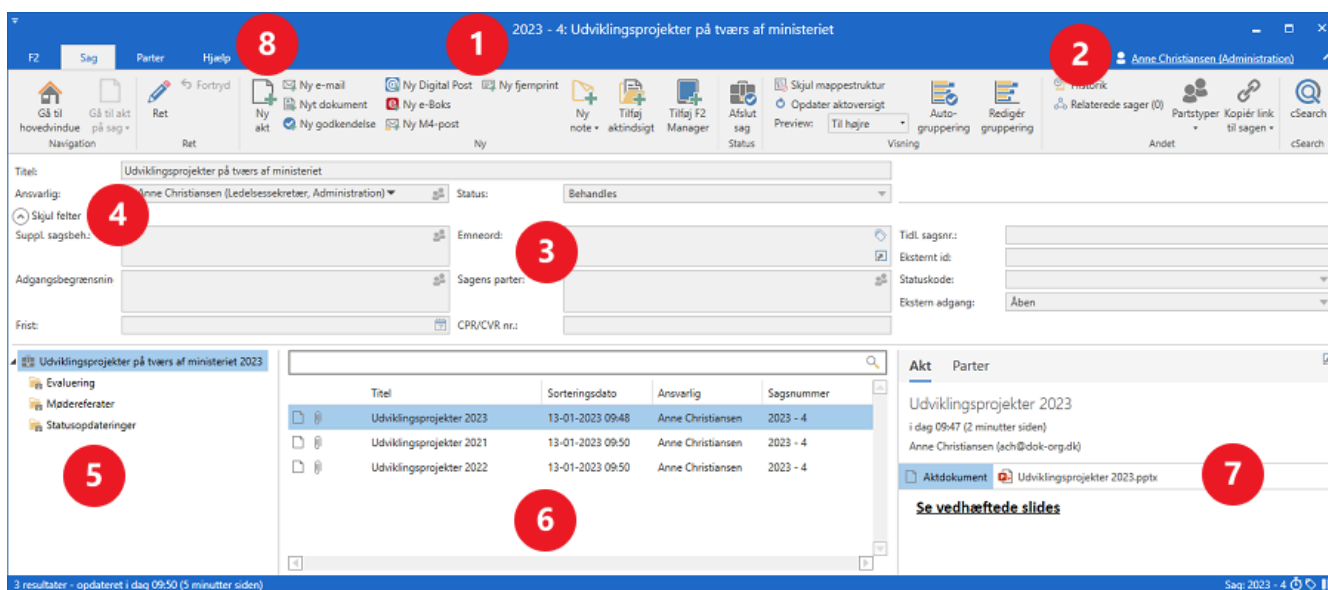 2023 - 4: Udviklingsprojekter på tværs af ministeriet
8
1
2
F2 Sag Parter Hjælp
Anne Christiansen (Administration)
Gå til hovedvindue
Gå til akt på sag
Navigation
Ret
Fortryd
Ret
Ny akt
Ny e-mail
Nyt dokument
Ny godkendelse
Ny Digital Post
Ny e-Boks
Ny M4-post
Ny fjernprint
Ny note
Tilføj aktindsigt
Tilføj F2 Manager
Ny
Afslut sag
Status
Skjul mappestruktur
Opdater aktoversigt
Preview: Til højre
Auto-gruppering
Redigér gruppering
Visning
Historik
Relaterede sager (0)
Partstyper
Kopiér link til sagen
Andet
cSearch
cSearch
Titel: Udviklingsprojekter på tværs af ministeriet
Ansvarlig: Anne Christiansen (Ledelsessekretær, Administration) Status: Behandles
4
Skjul felter
Suppl. sagsbeh.: Emneord: Tidl. sagsnr.:
3
Eksternt id:
Adgangsbegrænsnin Sagens parter: Statuskode:
Ekstern adgang: Åben
Frist: CPR/CVR nr.:
Udviklingsprojekter på tværs af ministeriet 2023
Evaluering
Mødereferater
Statusopdateringer
5
Titel Sorteringsdato Ansvarlig Sagsnummer
Udviklingsprojekter 2023 13-01-2023 09:48 Anne Christiansen 2023 - 4
Udviklingsprojekter 2021 13-01-2023 09:50 Anne Christiansen 2023 - 4
Udviklingsprojekter 2022 13-01-2023 09:50 Anne Christiansen 2023 - 4
6
Akt Parter
Udviklingsprojekter 2023
i dag 09:47 (2 minutter siden)
Anne Christiansen (ach@dok-org.dk)
Aktdokument Udviklingsprojekter 2023.pptx
7
Se vedhæftede slides
3 resultater - opdateret i dag 09:50 (5 minutter siden)
Sag: 2023 - 4